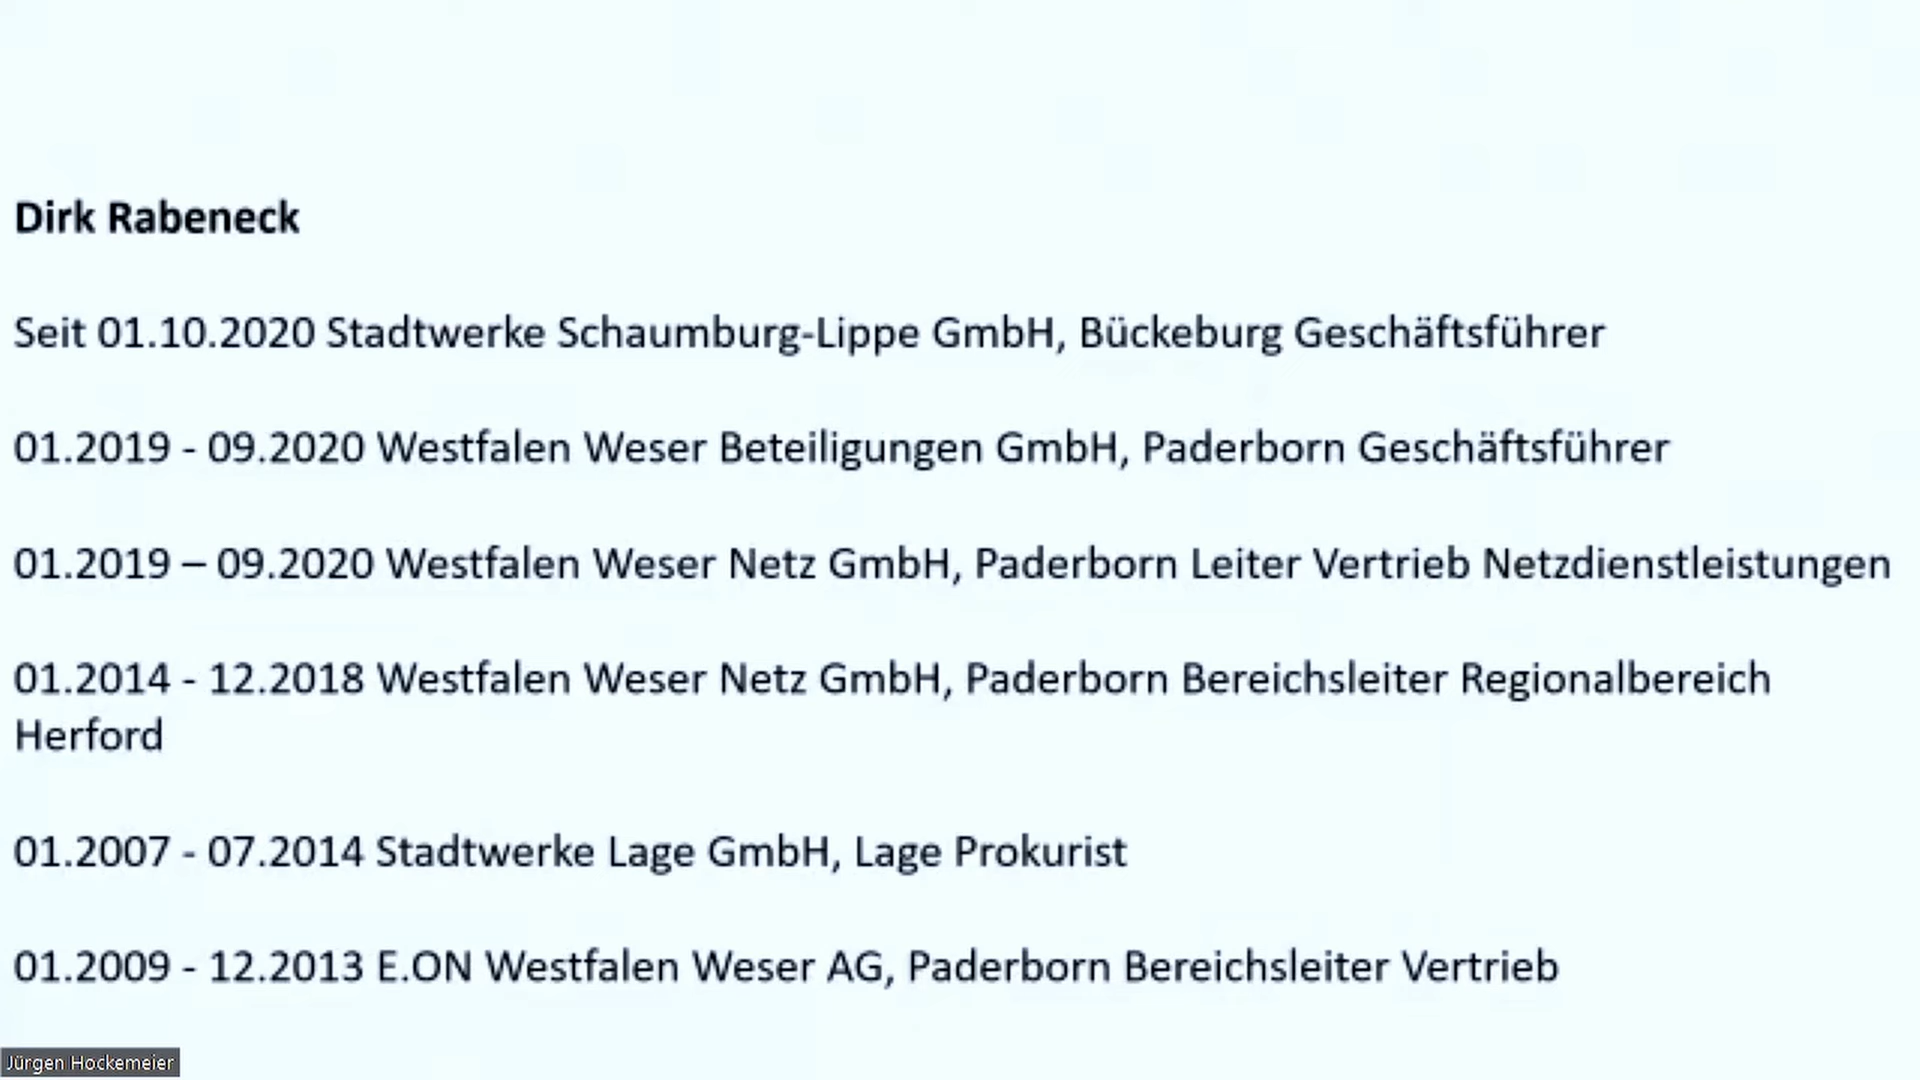 Dirk Rabeneck
Seit 01.10.2020 Stadtwerke Schaumburg-Lippe GmbH, Bückeburg Geschäftsführer
01.2019 - 09.2020 Westfalen Weser Beteiligungen GmbH, Paderborn Geschäftsführer
01.2019 – 09.2020 Westfalen Weser Netz GmbH, Paderborn Leiter Vertrieb Netzdienstleistungen
01.2014 - 12.2018 Westfalen Weser Netz GmbH, Paderborn Bereichsleiter Regionalbereich
Herford
01.2007 - 07.2014 Stadtwerke Lage GmbH, Lage Prokurist
01.2009 - 12.2013 E.ON Westfalen Weser AG, Paderborn Bereichsleiter Vertrieb
Jürgen Hockemeier